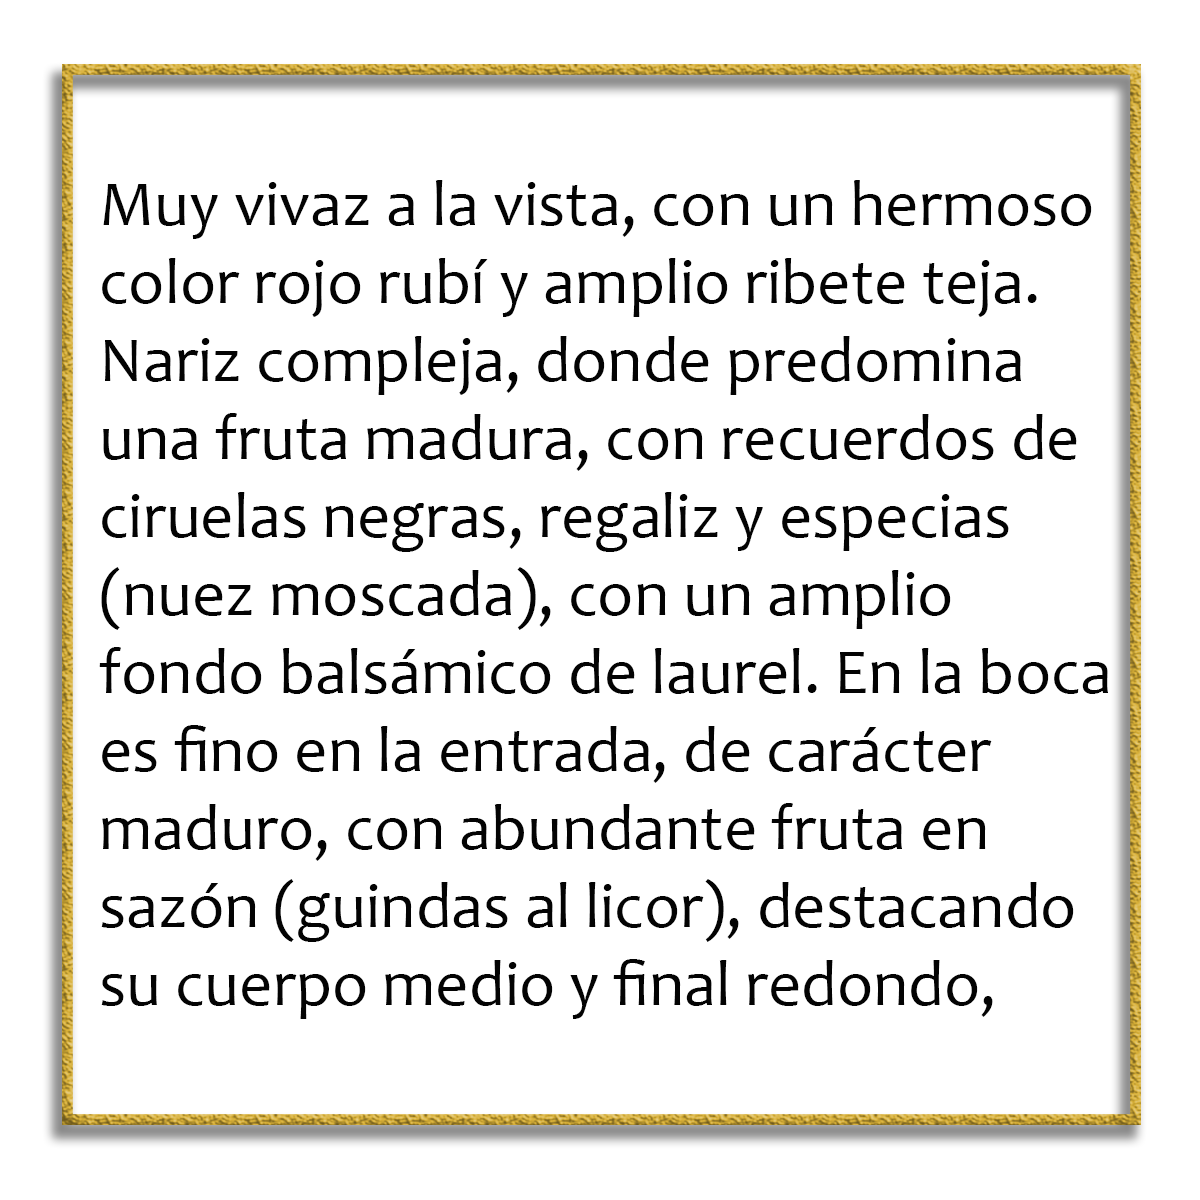 Muy vivaz a la vista, con un hermoso
color rojo rubí y amplio ribete teja.
Nariz compleja, donde predomina
una fruta madura, con recuerdos de
ciruelas negras, regaliz y especias
(nuez moscada), con un amplio
fondo balsámico de laurel. En la boca
es fino en la entrada, de carácter
maduro, con abundante fruta en
sazón (guindas al licor), destacando
su cuerpo medio y final redondo,